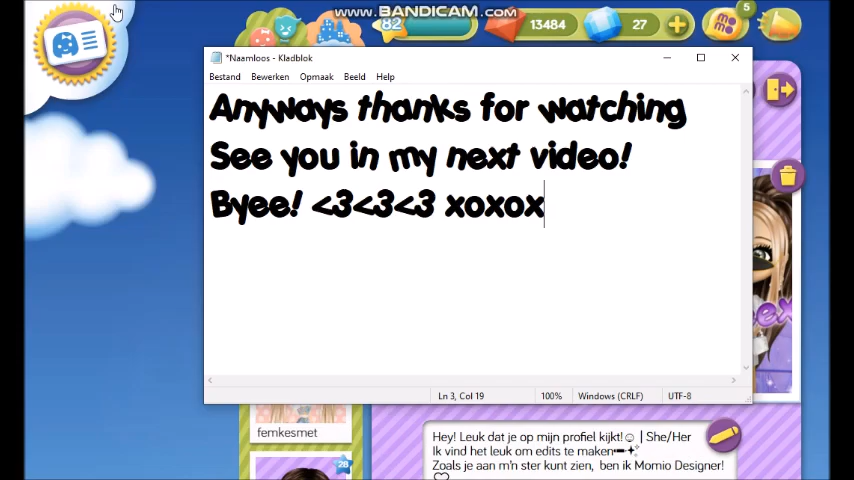 www.BANDICAM.com
82
13484
27
5
*Naamloos - Kladblok
Bestand Bewerken Opmaak Beeld Help
Anyways thanks for watching
See you in my next video!
Byee! <3<3<3 xoxox
Ln 3, Col 19 100% Windows (CRLF) UTF-8
femkesmet
28
Hey! Leuk dat je op mijn profiel kijkt!☺ | She/Her
Ik vind het leuk om edits te maken
Zoals je aan m'n ster kunt zien, ben ik Momio Designer!
♡